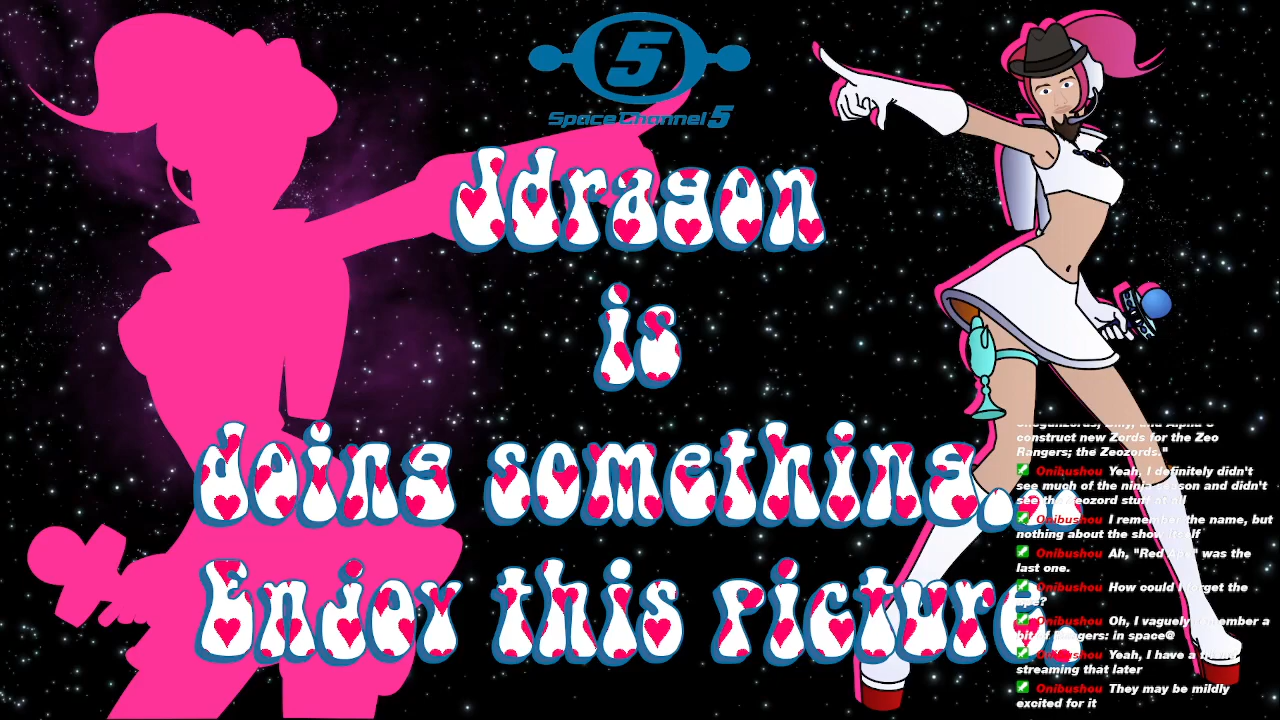 5
Space Channel 5
Jdragon
is
doing something...
Enjoy this picture.
construct new Zords for the Zeo
Rangers; the Zeozords."
Onibushou Yeah, I definitely didn't
see much of the ninja season and didn't
see the zeozord stuff at all
Onibushou I remember the name, but
nothing about the show itself
Onibushou Ah, "Red Ape" was the
last one.
Onibushou How could I forget the
ape?
Onibushou Oh, I vaguely remember a
bit of Rangers: in space@
Onibushou Yeah, I have a
streaming that later
Onibushou They may be mildly
excited for it